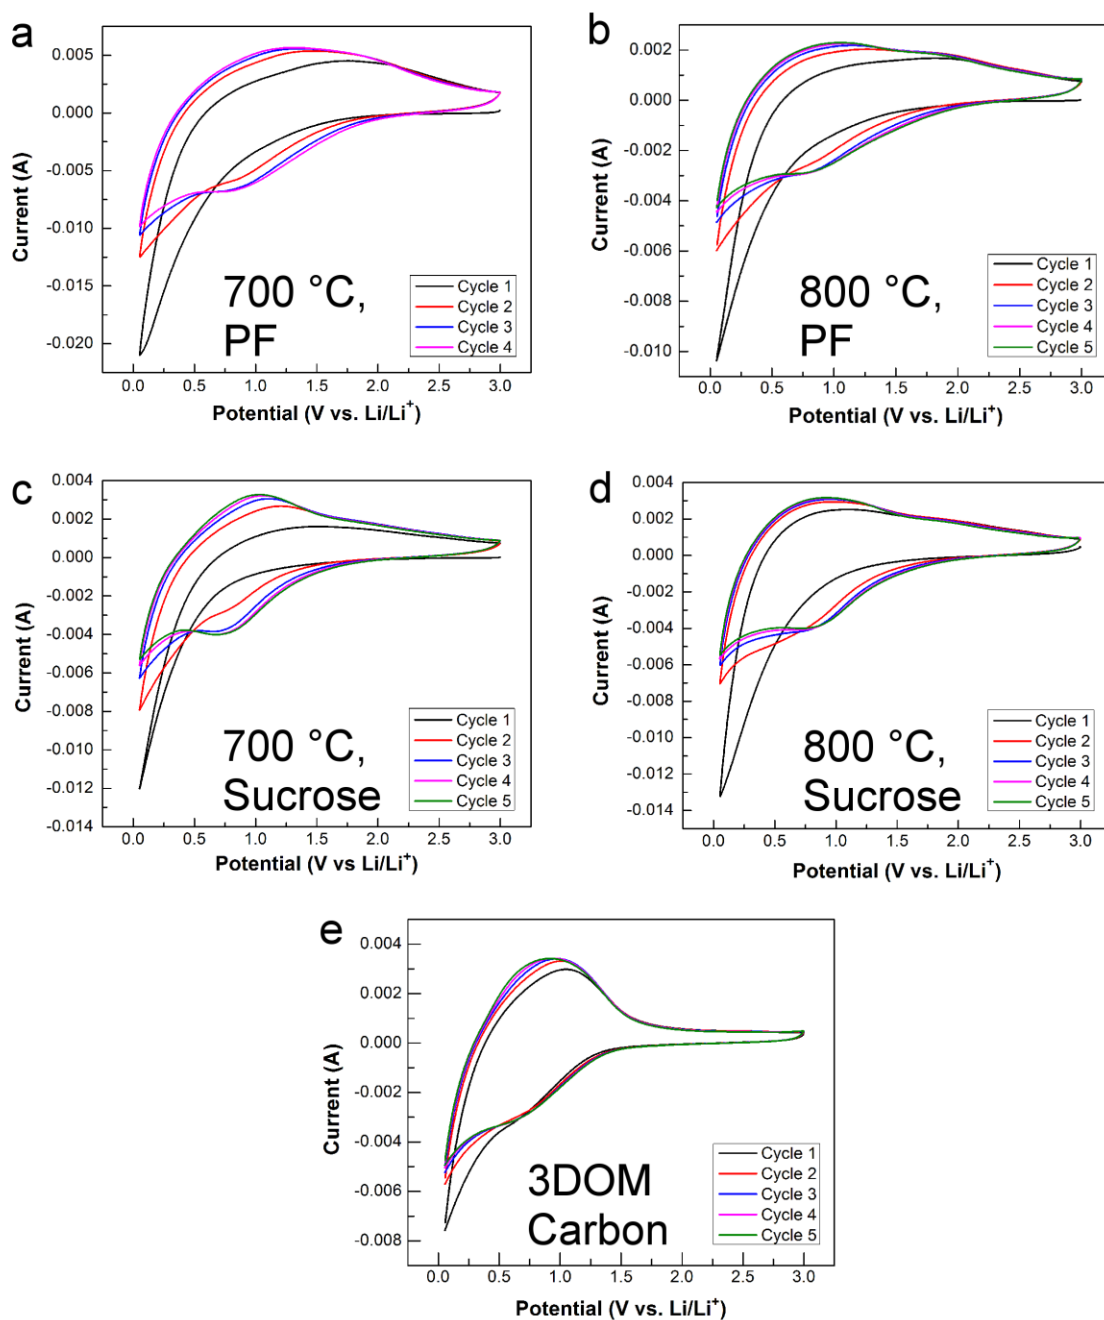 a
0.005
0.000
-0.005
-0.010
-0.015
-0.020
Current (A)
700 °C,
PF
Cycle 1
Cycle 2
Cycle 3
Cycle 4
0.0 0.5 1.0 1.5 2.0 2.5 3.0
Potential (V vs. Li/Li⁺)
b
0.002
0.000
-0.002
-0.004
-0.006
-0.008
-0.010
Current (A)
800 °C,
PF
Cycle 1
Cycle 2
Cycle 3
Cycle 4
Cycle 5
0.0 0.5 1.0 1.5 2.0 2.5 3.0
Potential (V vs. Li/Li⁺)
c
0.004
0.002
0.000
-0.002
-0.004
-0.006
-0.008
-0.010
-0.012
-0.014
Current (A)
700 °C,
Sucrose
Cycle 1
Cycle 2
Cycle 3
Cycle 4
Cycle 5
0.0 0.5 1.0 1.5 2.0 2.5 3.0
Potential (V vs Li/Li⁺)
d
0.004
0.002
0.000
-0.002
-0.004
-0.006
-0.008
-0.010
-0.012
-0.014
Current (A)
800 °C,
Sucrose
Cycle 1
Cycle 2
Cycle 3
Cycle 4
Cycle 5
0.0 0.5 1.0 1.5 2.0 2.5 3.0
Potential (V vs. Li/Li⁺)
e
0.004
0.002
0.000
-0.002
-0.004
-0.006
-0.008
Current (A)
3DOM
Carbon
Cycle 1
Cycle 2
Cycle 3
Cycle 4
Cycle 5
0.0 0.5 1.0 1.5 2.0 2.5 3.0
Potential (V vs. Li/Li⁺)